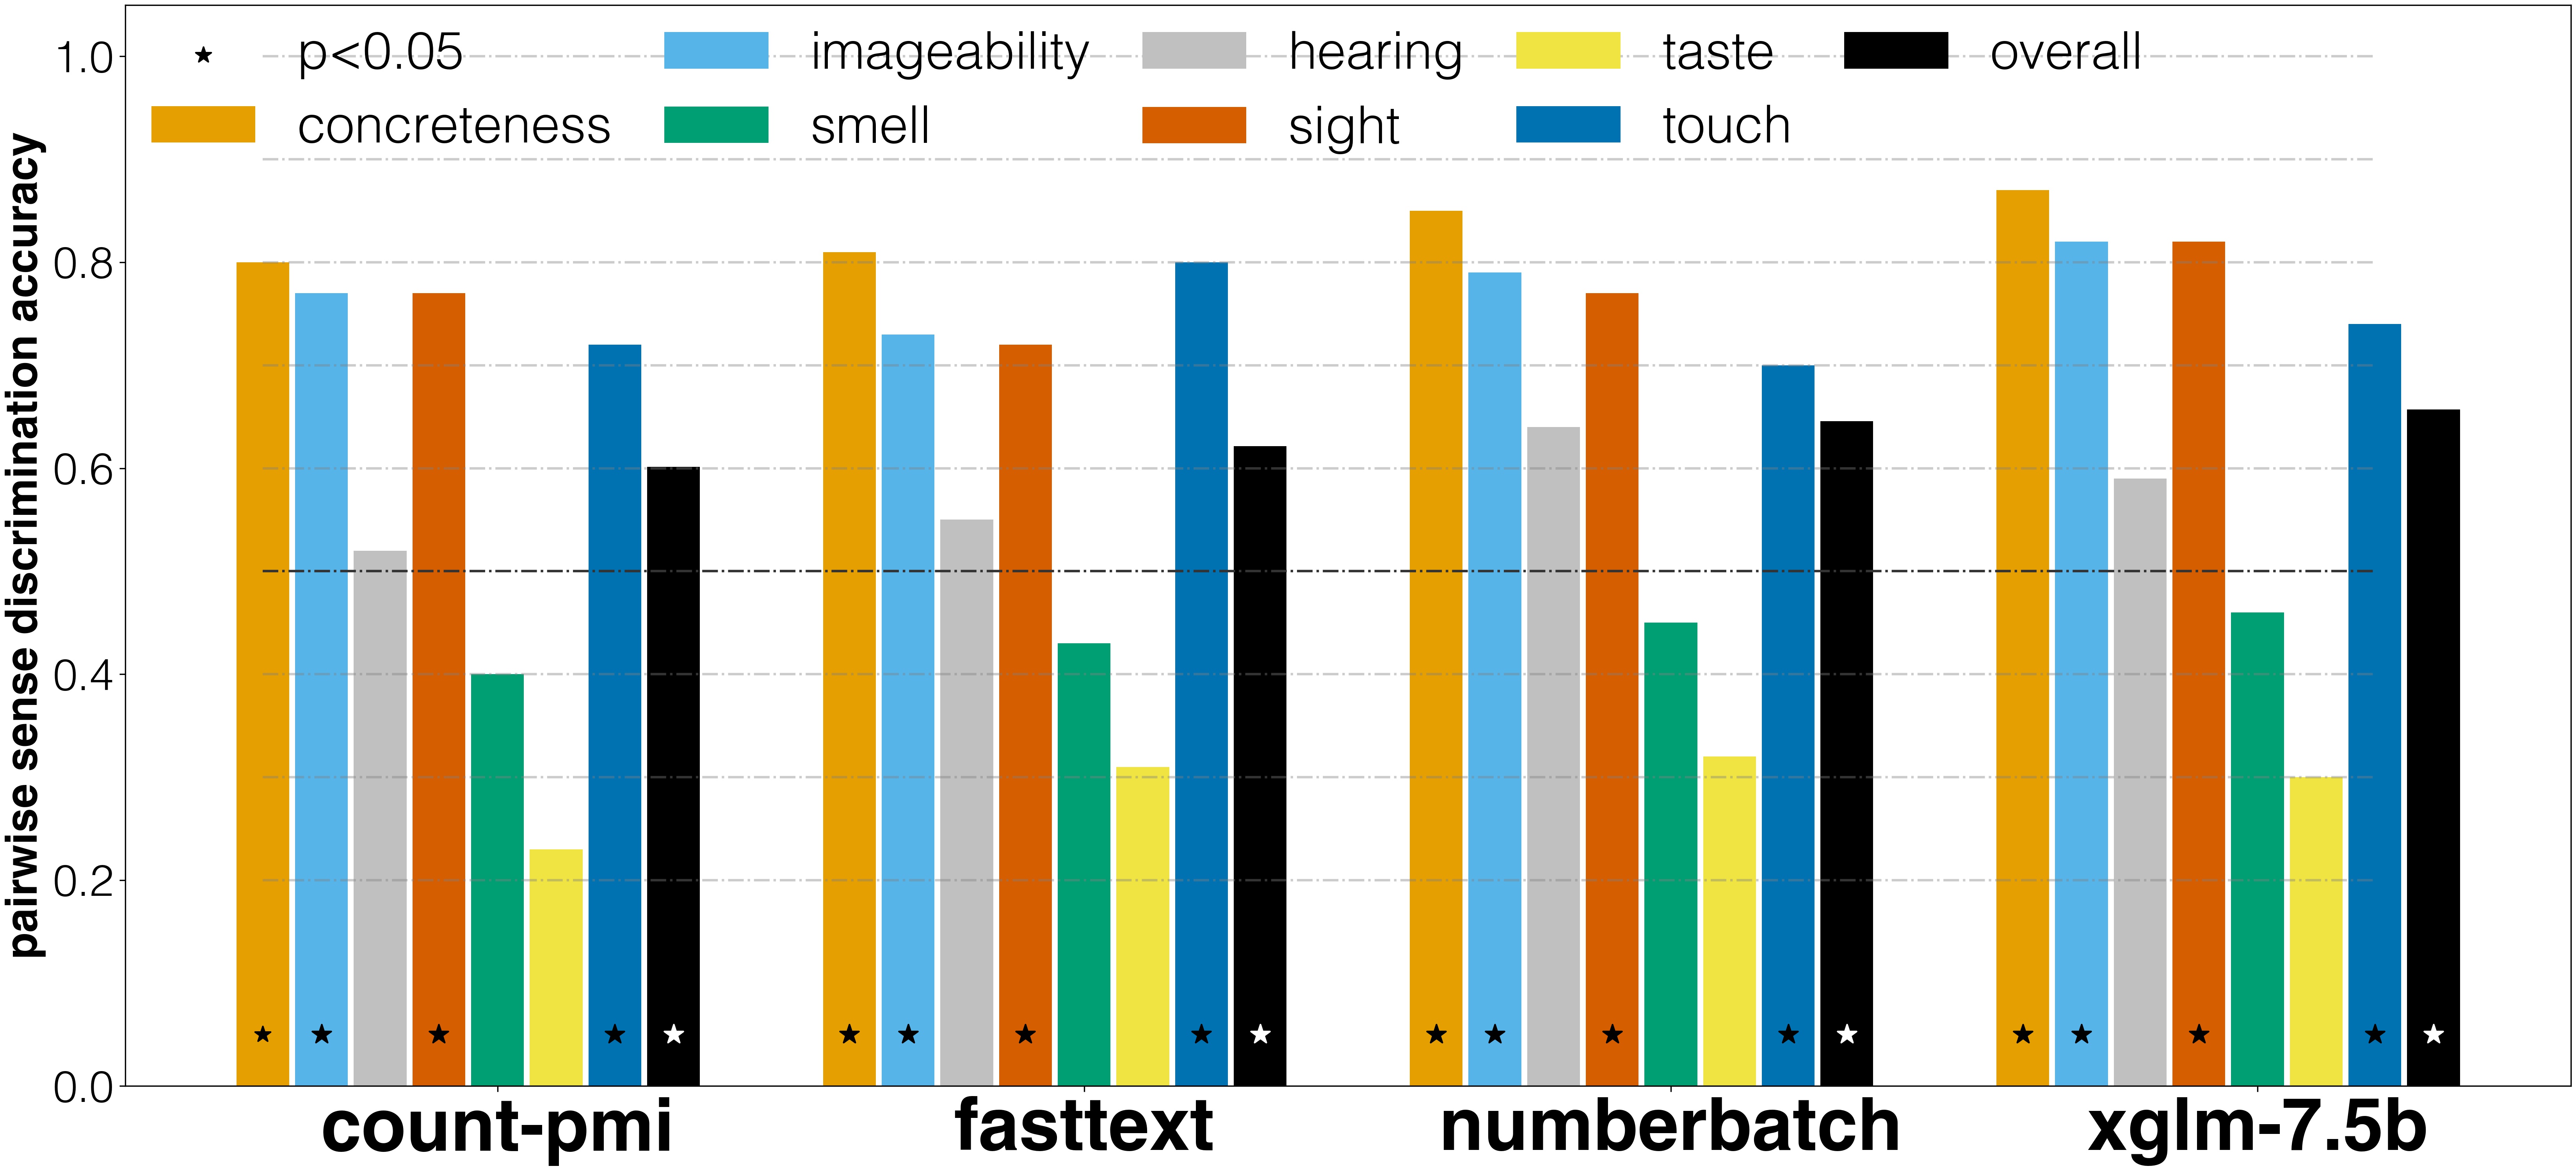 pairwise sense discrimination accuracy
1.0
0.8
0.6
0.4
0.2
0.0
p<0.05
imageability
hearing
taste
overall
concreteness
smell
sight
touch
count-pmi
fasttext
numberbatch
xglm-7.5b